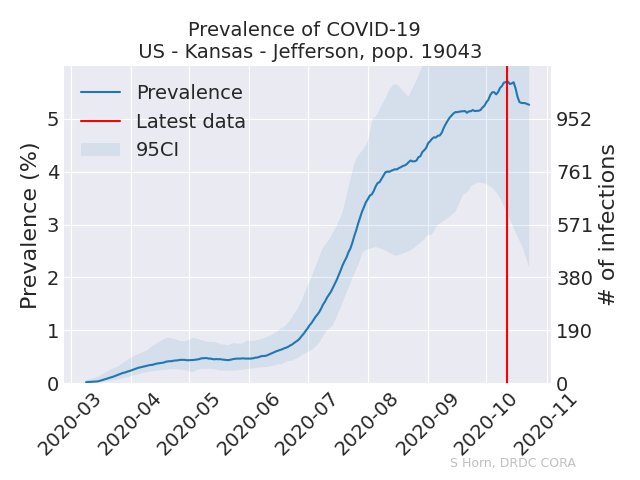 Prevalence of COVID-19
US - Kansas - Jefferson, pop. 19043
Prevalence
Latest data
95CI
Prevalence (%)
5
4
3
2
1
0
952
761
571
380
190
0
# of infections
2020-03
2020-04
2020-05
2020-06
2020-07
2020-08
2020-09
2020-10
2020-11
S Horn, DRDC CORA